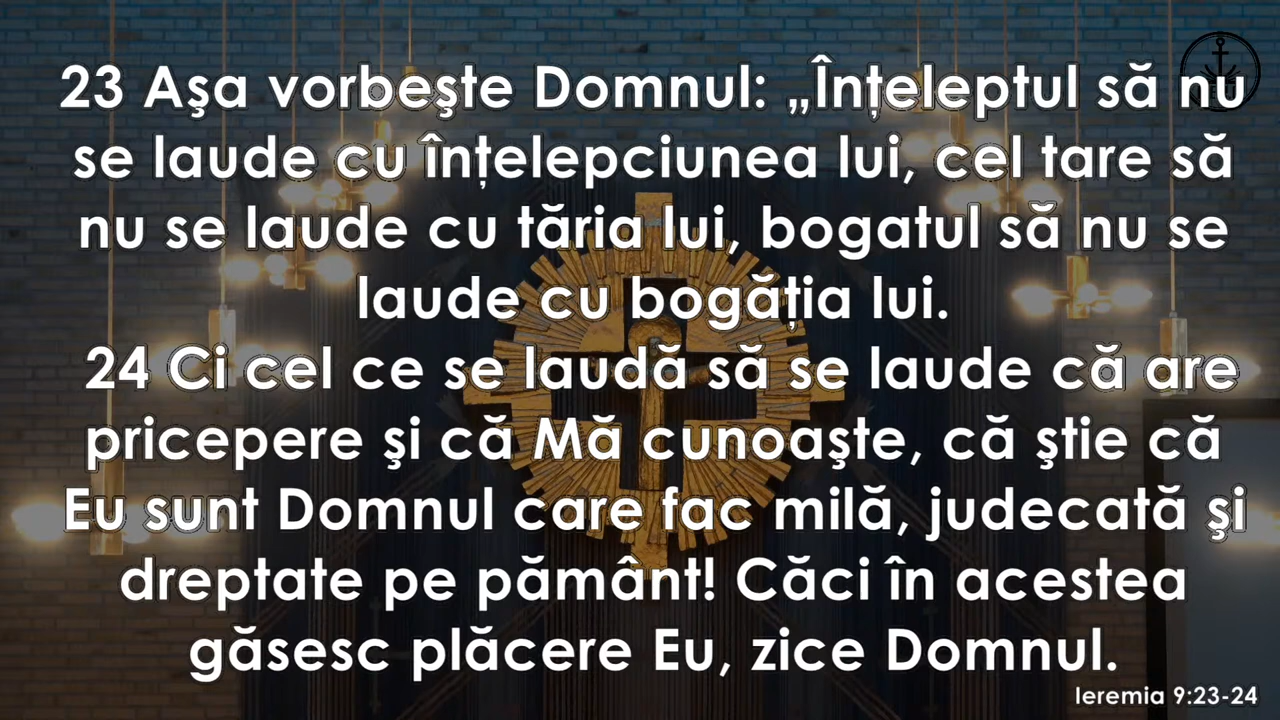 23 Aşa vorbeşte Domnul: „Înţeleptul să nu
se laude cu înţelepciunea lui, cel tare să
nu se laude cu tăria lui, bogatul să nu se
laude cu bogăţia lui.
24 Ci cel ce se laudă să se laude că are
pricepere şi că Mă cunoaşte, că ştie că
Eu sunt Domnul care fac milă, judecată şi
dreptate pe pământ! Căci în acestea
găsesc plăcere Eu, zice Domnul.
Ieremia 9:23-24